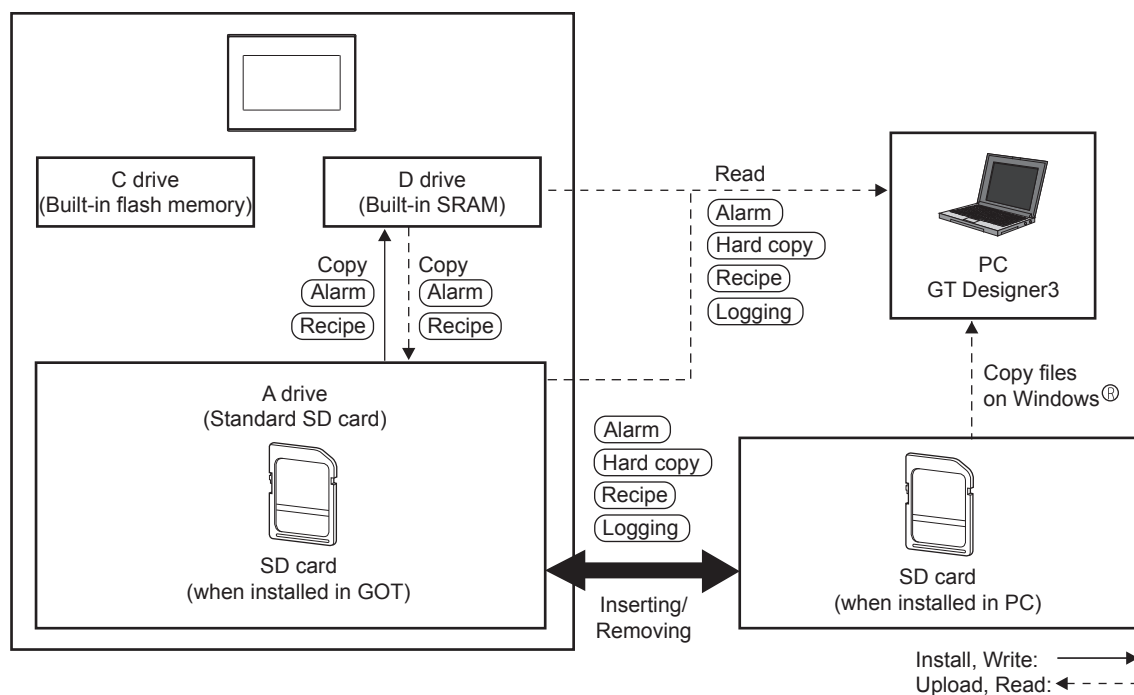 C drive
(Built-in flash memory)
D drive
(Built-in SRAM)
Read
Alarm
Hard copy
Recipe
Logging
PC
GT Designer3
Copy
Alarm
Recipe
Copy
Alarm
Recipe
A drive
(Standard SD card)
SD card
(when installed in GOT)
Alarm
Hard copy
Recipe
Logging
Inserting/
Removing
Copy files
on Windows®
SD card
(when installed in PC)
Install, Write:
Upload, Read: